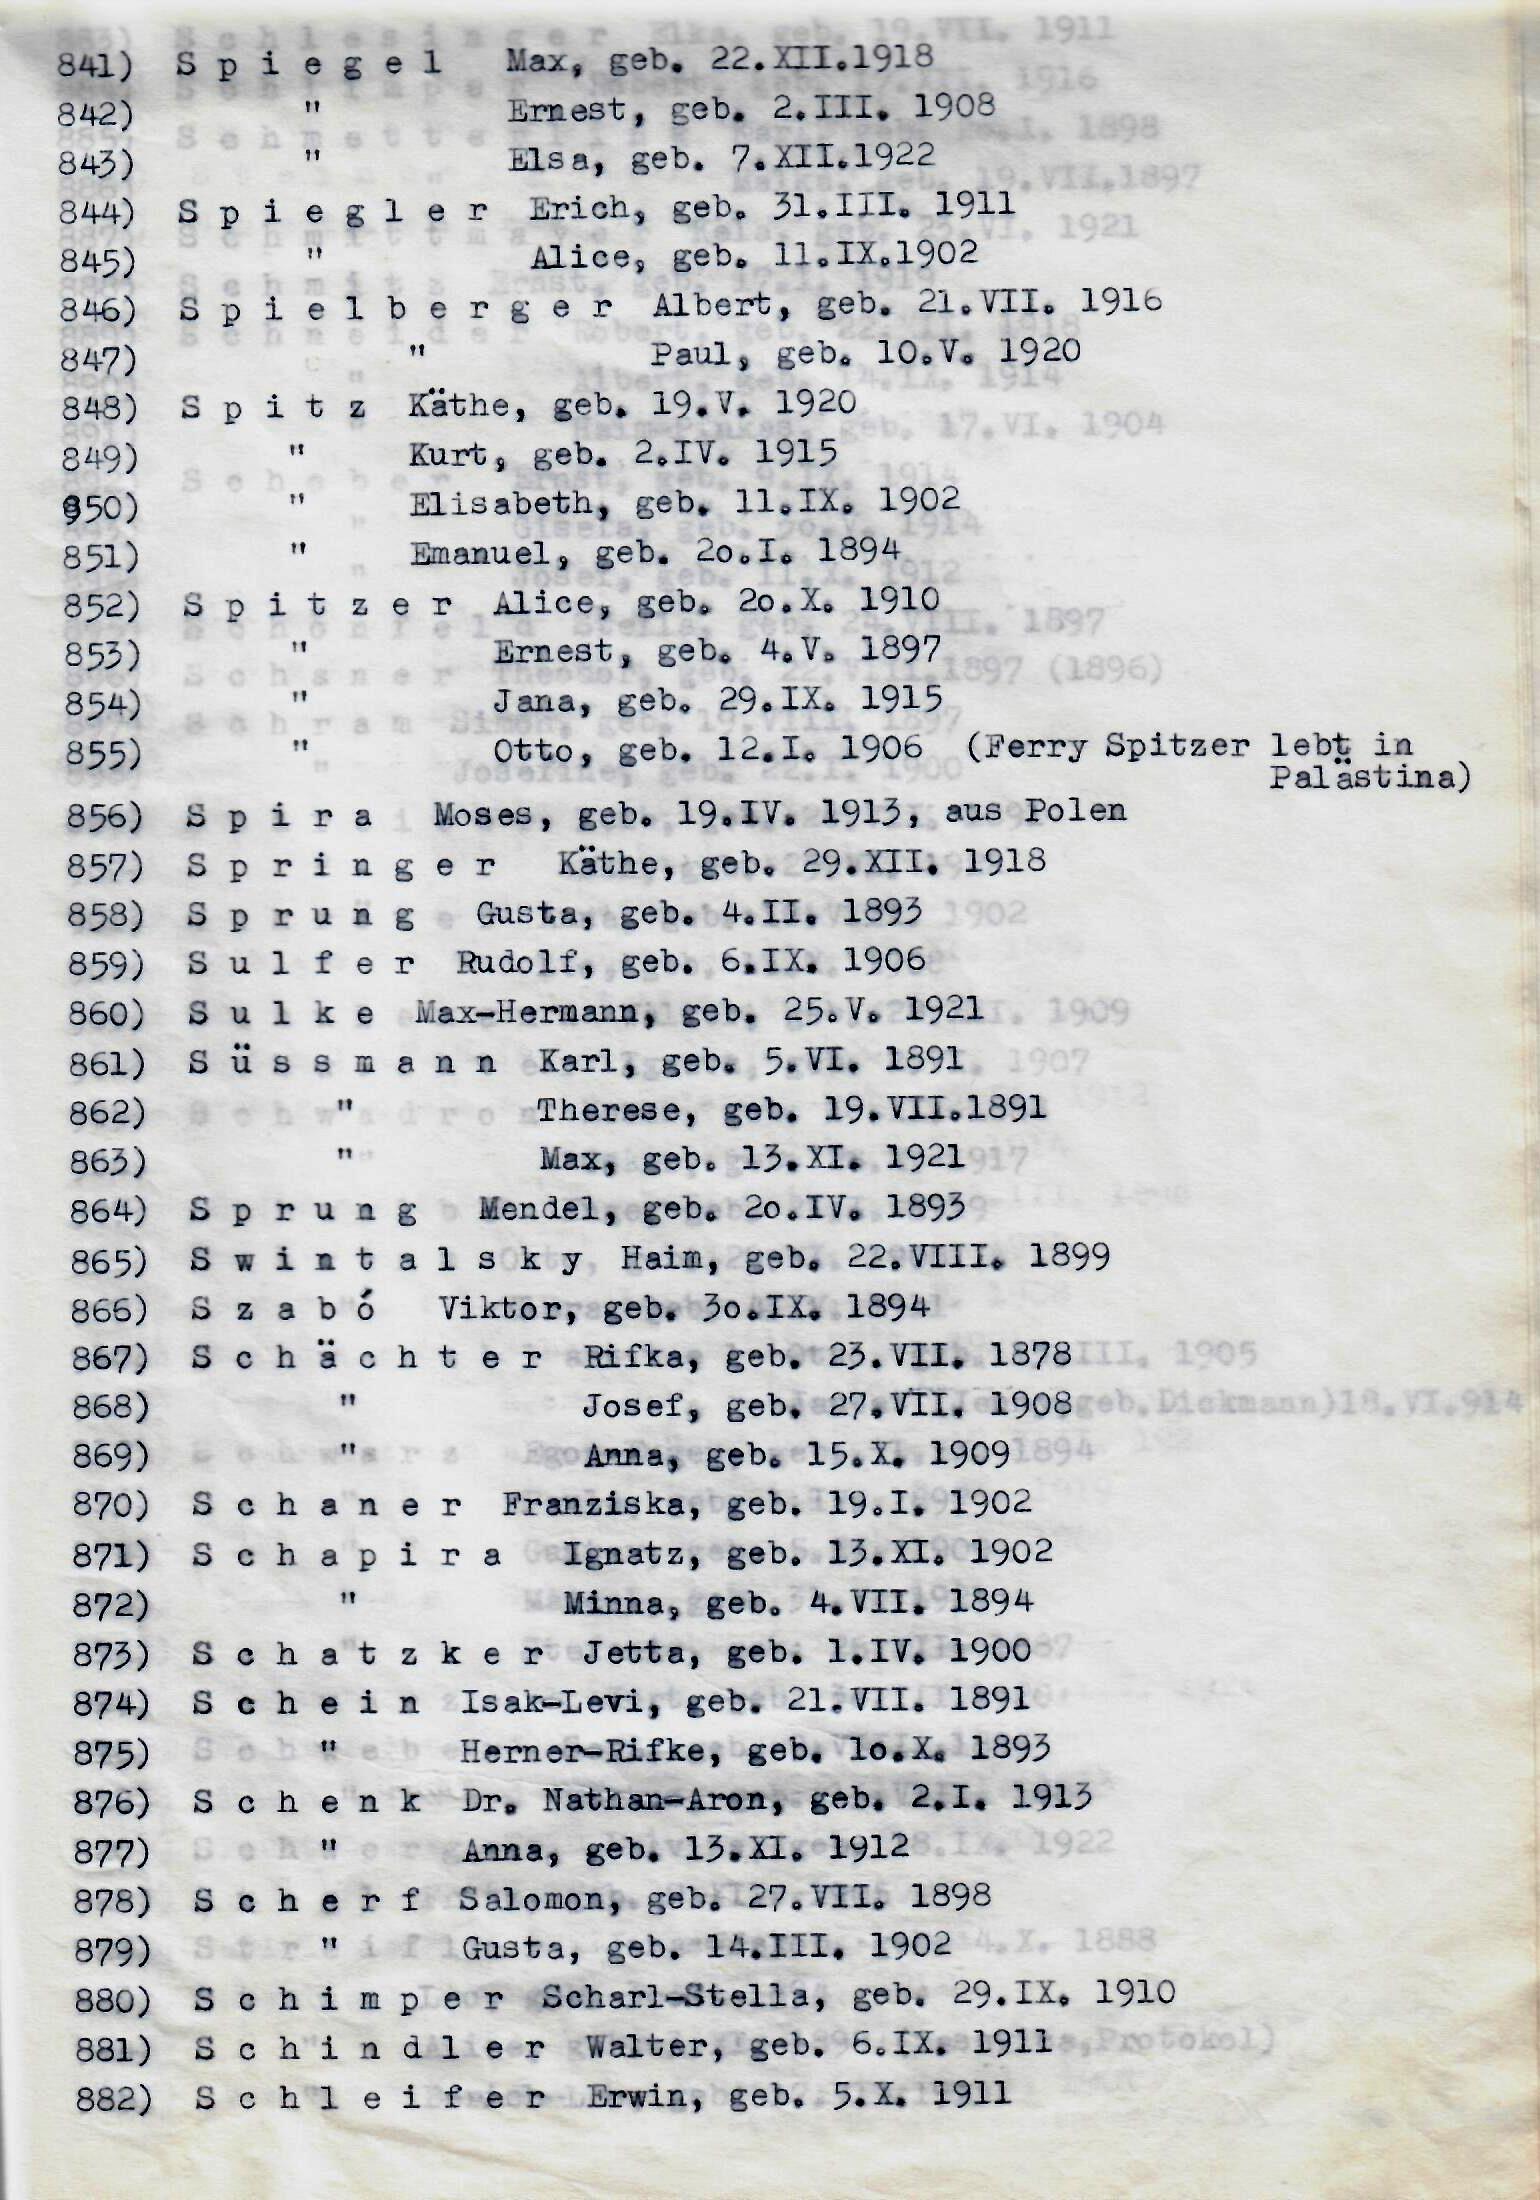 841) S p i e g e l Max, geb. 22.XII.1918
842) " Ernest, geb. 2.III. 1908
843) " Elsa, geb. 7.XII.1922
844) S p i e g l e r Erich, geb. 31.III. 1911
845) " Alice, geb. 11.IX.1902
846) S p i e l b e r g e r Albert, geb. 21.VII. 1916
847) " Paul, geb. 10.V. 1920
848) S p i t z Käthe, geb. 19.V. 1920
849) " Kurt, geb. 2.IV. 1915
850) " Elisabeth, geb. 11.IX. 1902
851) " Emanuel, geb. 2o.I. 1894
852) S p i t z e r Alice, geb. 2o.X. 1910
853) " Ernest, geb. 4.V. 1897
854) " Jana, geb. 29.IX. 1915
855) " Otto, geb. 12.I. 1906 (Ferry Spitzer lebt in
Palästina)
856) S p i r a Moses, geb. 19.IV. 1913, aus Polen
857) S p r i n g e r Käthe, geb. 29.XII. 1918
858) S p r u n g Gusta, geb. 4.II. 1893
859) S u l f e r Rudolf, geb. 6.IX. 1906
860) S u l k e Max-Hermann, geb. 25.V. 1921
861) S ü s s m a n n Karl, geb. 5.VI. 1891
862) " Therese, geb. 19.VII.1891
863) " Max, geb. 13.XI. 1921
864) S p r u n g Mendel, geb. 2o.IV. 1893
865) S w i n t a l s k y Haim, geb. 22.VIII. 1899
866) S z a b ó Viktor, geb. 3o.IX. 1894
867) S c h ä c h t e r Rifka, geb. 23.VII. 1878
868) " Josef, geb. 27.VII. 1908
869) " Anna, geb. 15.X. 1909
870) S c h a n e r Franziska, geb. 19.I. 1902
871) S c h a p i r a Ignatz, geb. 13.XI. 1902
872) " Minna, geb. 4.VII. 1894
873) S c h a t z k e r Jetta, geb. 1.IV. 1900
874) S c h e i n Isak-Levi, geb. 21.VII. 1891
875) " Herner-Rifke, geb. 1o.X. 1893
876) S c h e n k Dr. Nathan-Aron, geb. 2.I. 1913
877) " Anna, geb. 13.XI. 1912
878) S c h e r f Salomon, geb. 27.VII. 1898
879) " Gusta, geb. 14.III. 1902
880) S c h i m p e r Scharl-Stella, geb. 29.IX. 1910
881) S c h i n d l e r Walter, geb. 6.IX. 1911
882) S c h l e i f e r Erwin, geb. 5.X. 1911